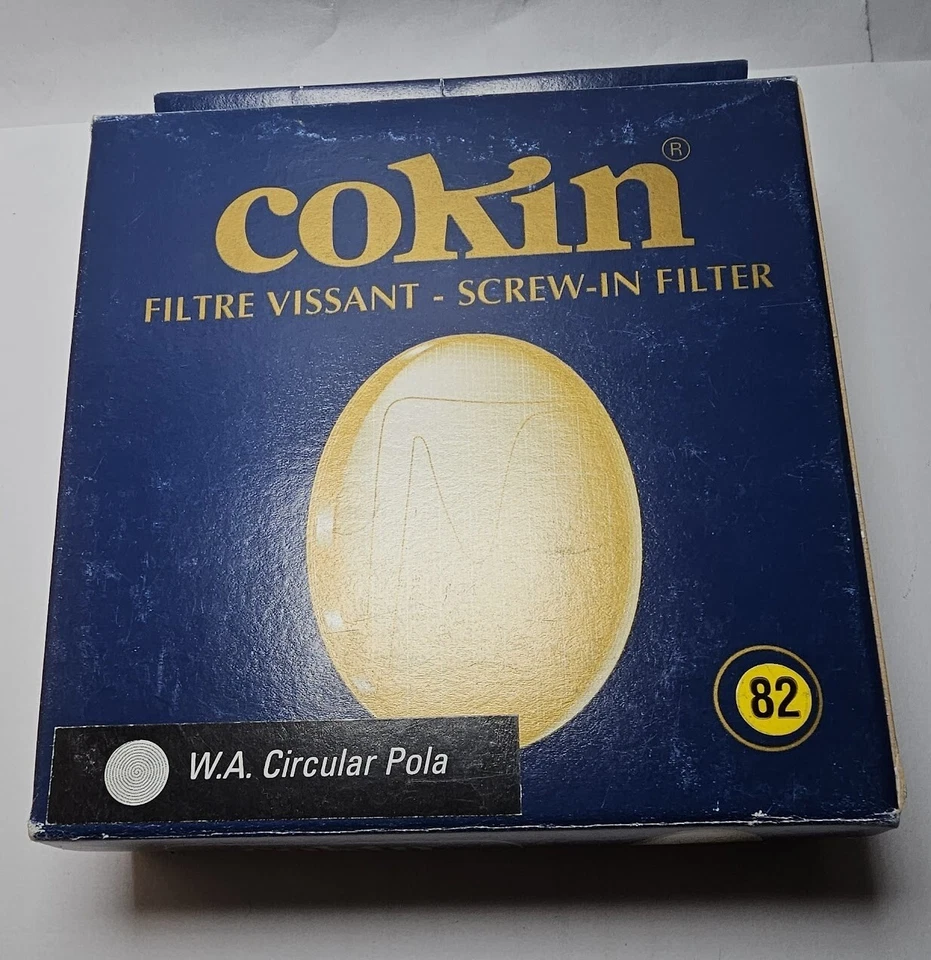 cokin®
FILTRE VISSANT - SCREW-IN FILTER
82
W.A. Circular Pola